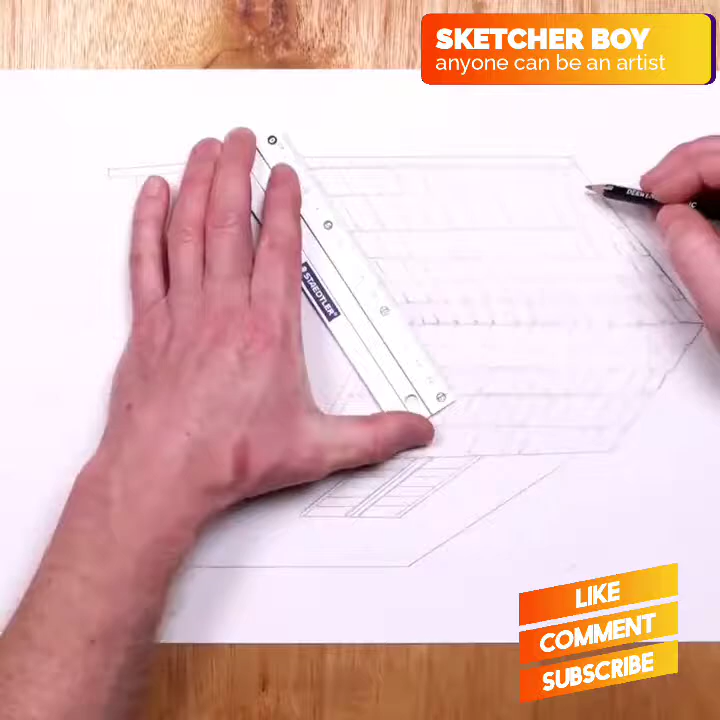 SKETCHER BOY
anyone can be an artist
STAEDTLER
LIKE
COMMENT
SUBSCRIBE